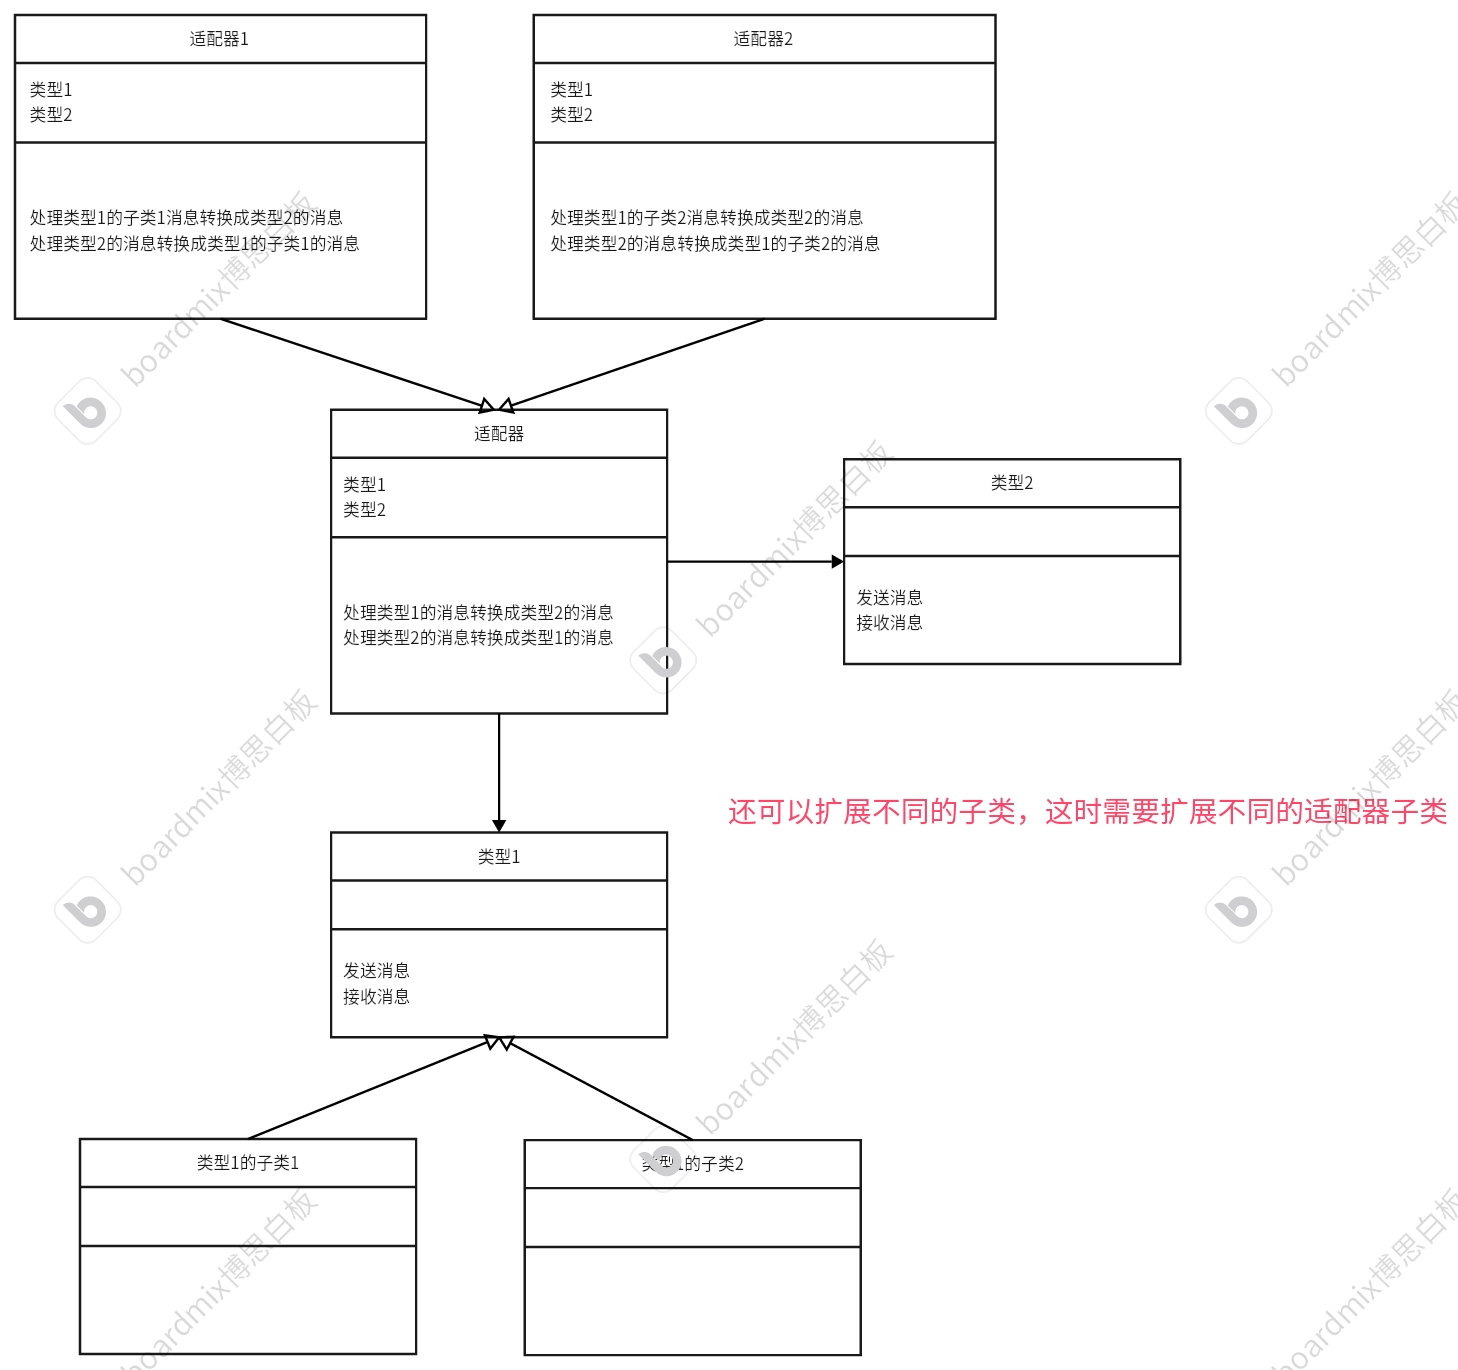 适配器1
类型1
类型2
处理类型1的子类1消息转换成类型2的消息
处理类型2的消息转换成类型1的子类1的消息
适配器2
类型1
类型2
处理类型1的子类2消息转换成类型2的消息
处理类型2的消息转换成类型1的子类2的消息
适配器
类型1
类型2
处理类型1的消息转换成类型2的消息
处理类型2的消息转换成类型1的消息
类型2
发送消息
接收消息
还可以扩展不同的子类，这时需要扩展不同的适配器子类
类型1
发送消息
接收消息
类型1的子类1
类型1的子类2
boardmix博思白板
boardmix博思白板
boardmix博思白板
boardmix博思白板
boardmix博思白板
boardmix博思白板
boardmix博思白板
boardmix博思白板